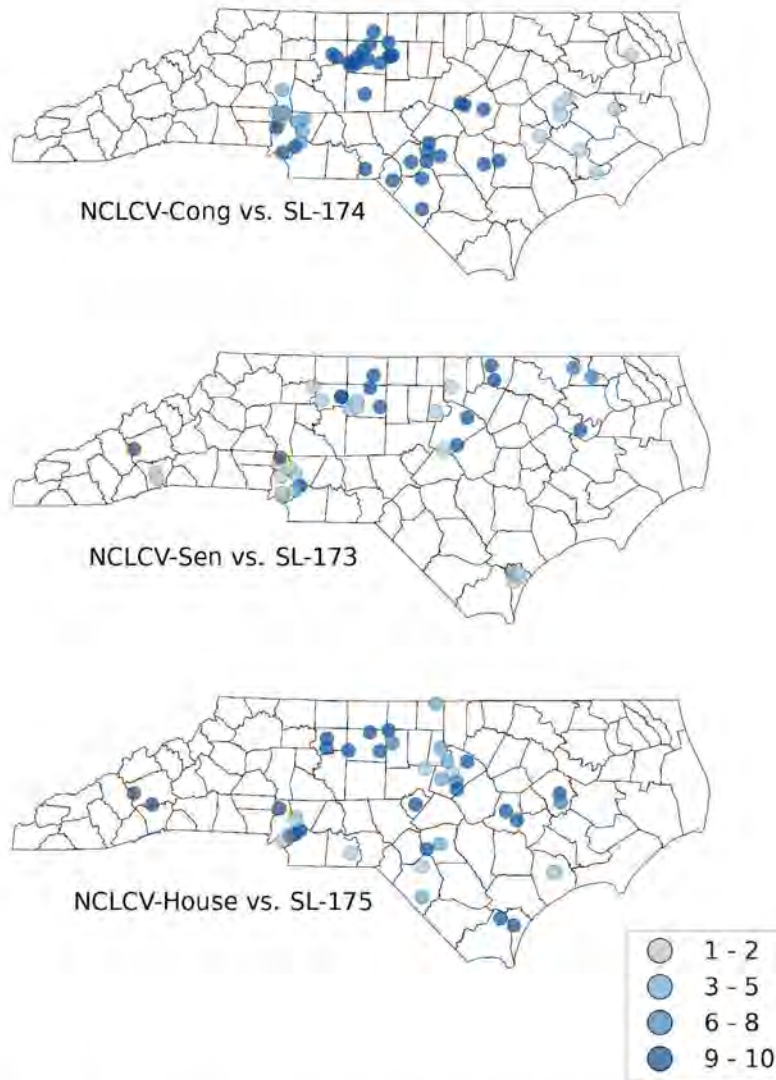 NCLCV-Cong vs. SL-174
NCLCV-Sen vs. SL-173
NCLCV-House vs. SL-175
1 - 2
3 - 5
6 - 8
9 - 10